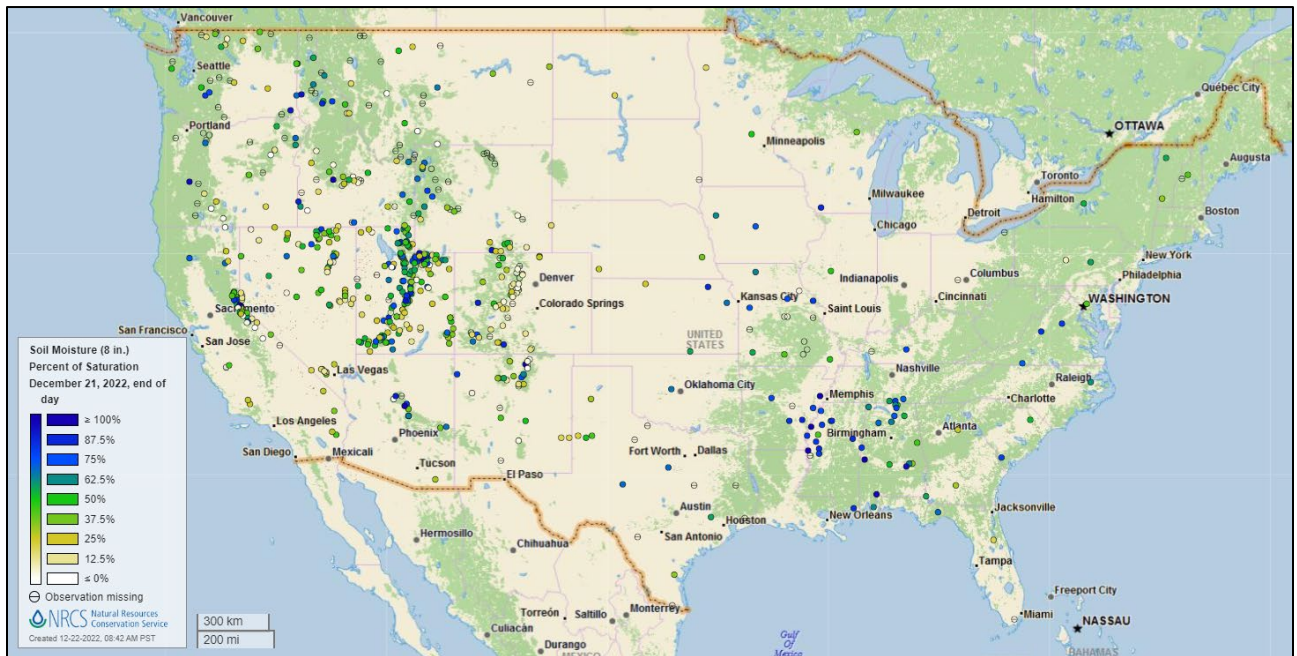 Vancouver
Seattle
Portland
Québec City
OTTAWA
Augusta
Minneapolis
Toronto
Hamilton
Milwaukee
Detroit
Boston
Chicago
New York
Philadelphia
Indianapolis
Columbus
Denver
Cincinnati
WASHINGTON
Colorado Springs
Kansas City
Saint Louis
Sacramento
San Francisco
San Jose
UNITED
STATES
Las Vegas
Nashville
Raleigh
Oklahoma City
Memphis
Charlotte
Los Angeles
Phoenix
Birmingham
Atlanta
San Diego
Mexicali
Tucson
Fort Worth
Dallas
El Paso
Austin
Houston
New Orleans
Jacksonville
San Antonio
Hermosillo
Chihuahua
Tampa
Freeport City
Torreón
Saltillo
Monterrey
Miami
NASSAU
Culiacán
Durango
MEXICO
Gulf
Of
Mexico
BAHAMAS
Soil Moisture (8 in.)
Percent of Saturation
December 21, 2022, end of
day
≥ 100%
87.5%
75%
62.5%
50%
37.5%
25%
12.5%
≤ 0%
Observation missing
NRCS Natural Resources
Conservation Service
Created 12-22-2022, 08:42 AM PST
300 km
200 mi